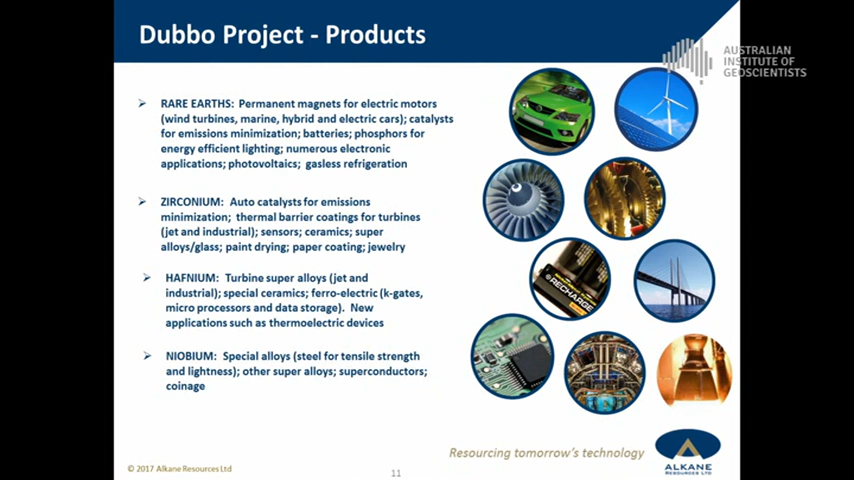 Dubbo Project - Products
AUSTRALIAN
INSTITUTE OF
GEOSCIENTISTS
RARE EARTHS: Permanent magnets for electric motors
(wind turbines, marine, hybrid and electric cars); catalysts
for emissions minimization; batteries; phosphors for
energy efficient lighting; numerous electronic
applications; photovoltaics; gasless refrigeration
ZIRCONIUM: Auto catalysts for emissions
minimization; thermal barrier coatings for turbines
(jet and industrial); sensors; ceramics; super
alloys/glass; paint drying; paper coating; jewelry
HAFNIUM: Turbine super alloys (jet and
industrial); special ceramics; ferro-electric (k-gates,
micro processors and data storage). New
applications such as thermoelectric devices
NIOBIUM: Special alloys (steel for tensile strength
and lightness); other super alloys; superconductors;
coinage
RECHARGE
Resourcing tomorrow's technology
ALKANE
RESOURCES LTD
© 2017 Alkane Resources Ltd
11